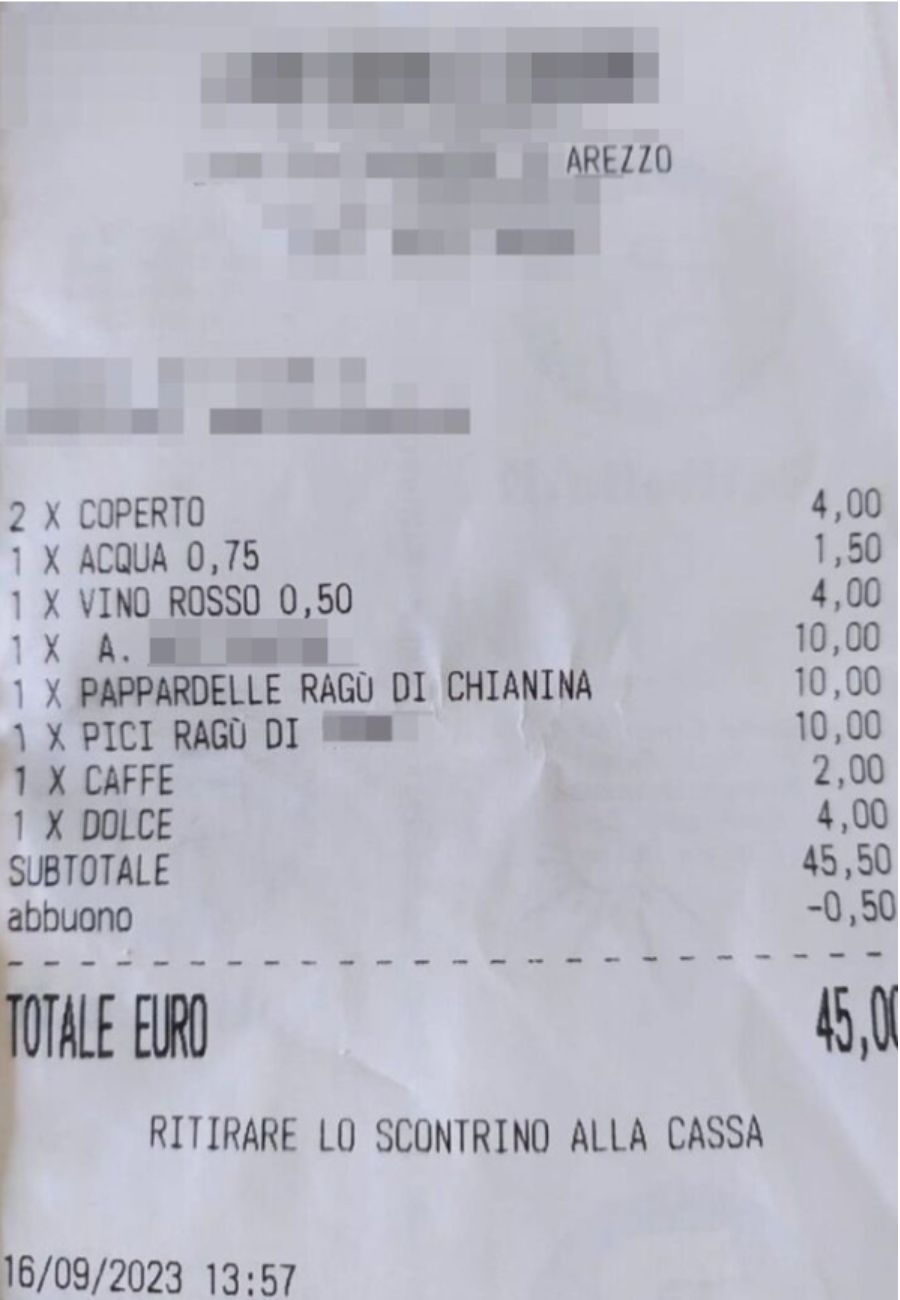 AREZZO
2 X COPERTO 4,00
1 X ACQUA 0,75 1,50
1 X VINO ROSSO 0,50 4,00
1 X A. 10,00
1 X PAPPARDELLE RAGÙ DI CHIANINA 10,00
1 X PICI RAGÙ DI 10,00
1 X CAFFE 2,00
1 X DOLCE 4,00
SUBTOTALE 45,50
abbuono -0,50
TOTALE EURO 45,00
RITIRARE LO SCONTRINO ALLA CASSA
16/09/2023 13:57